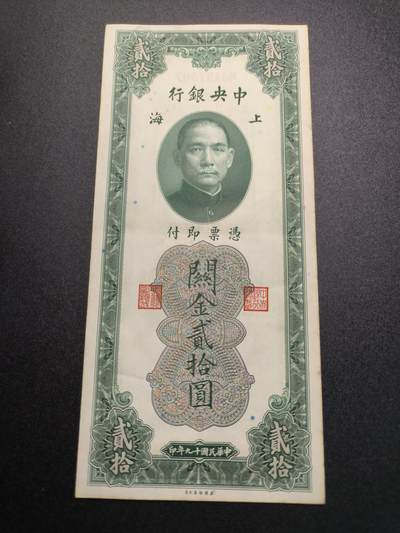 貳拾
貳拾
中央銀行
上
海
憑票即付
關金貳拾圓
貳拾
貳拾
中華民國十九年印